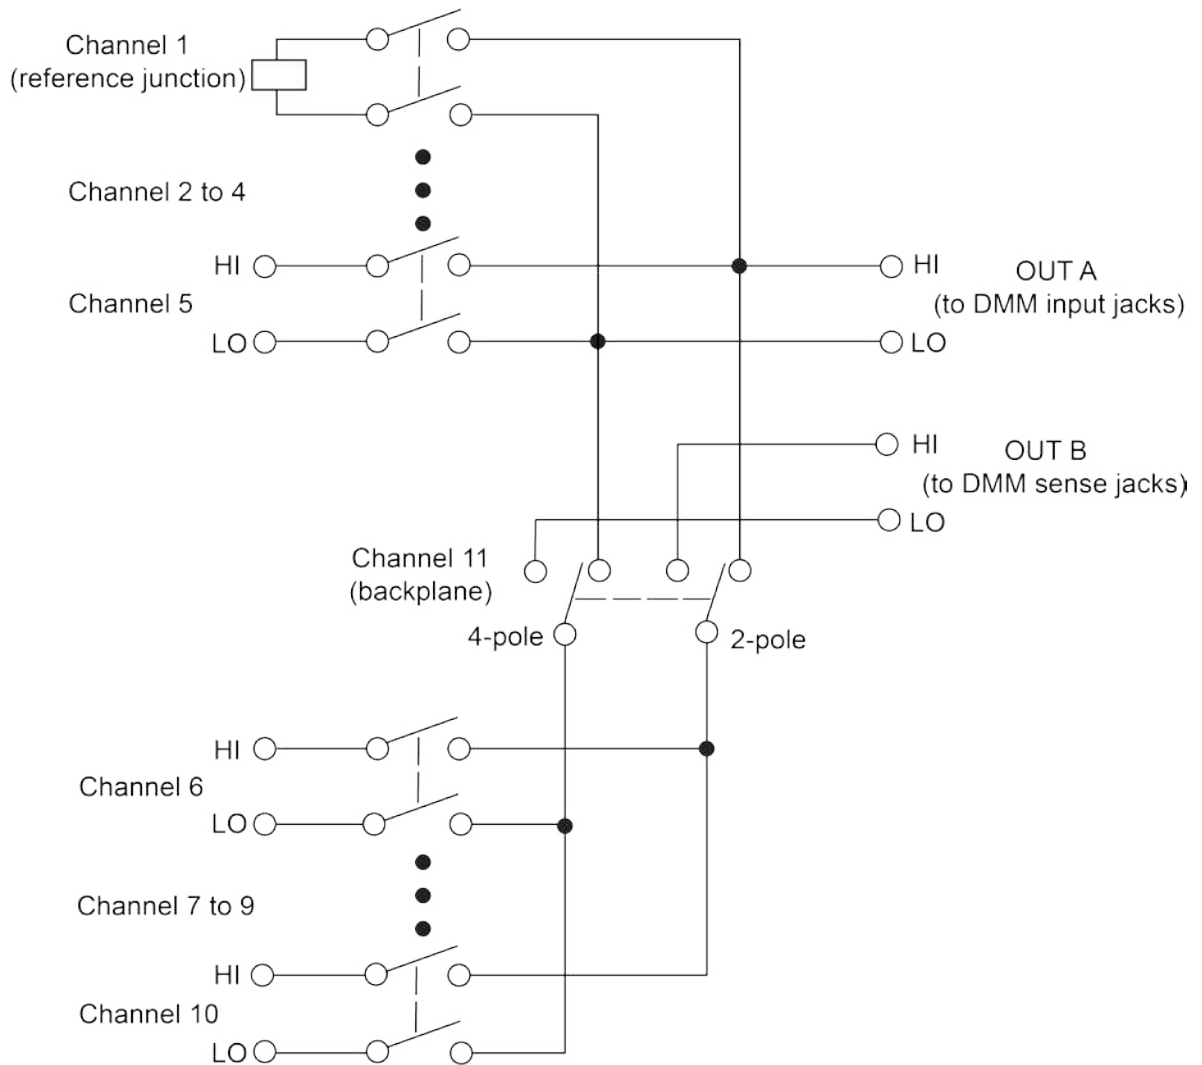 Channel 1
(reference junction)
Channel 2 to 4
HI
Channel 5
LO
HI
OUT A
(to DMM input jacks)
LO
HI
OUT B
(to DMM sense jacks)
LO
Channel 11
(backplane)
4-pole
2-pole
HI
Channel 6
LO
Channel 7 to 9
HI
Channel 10
LO